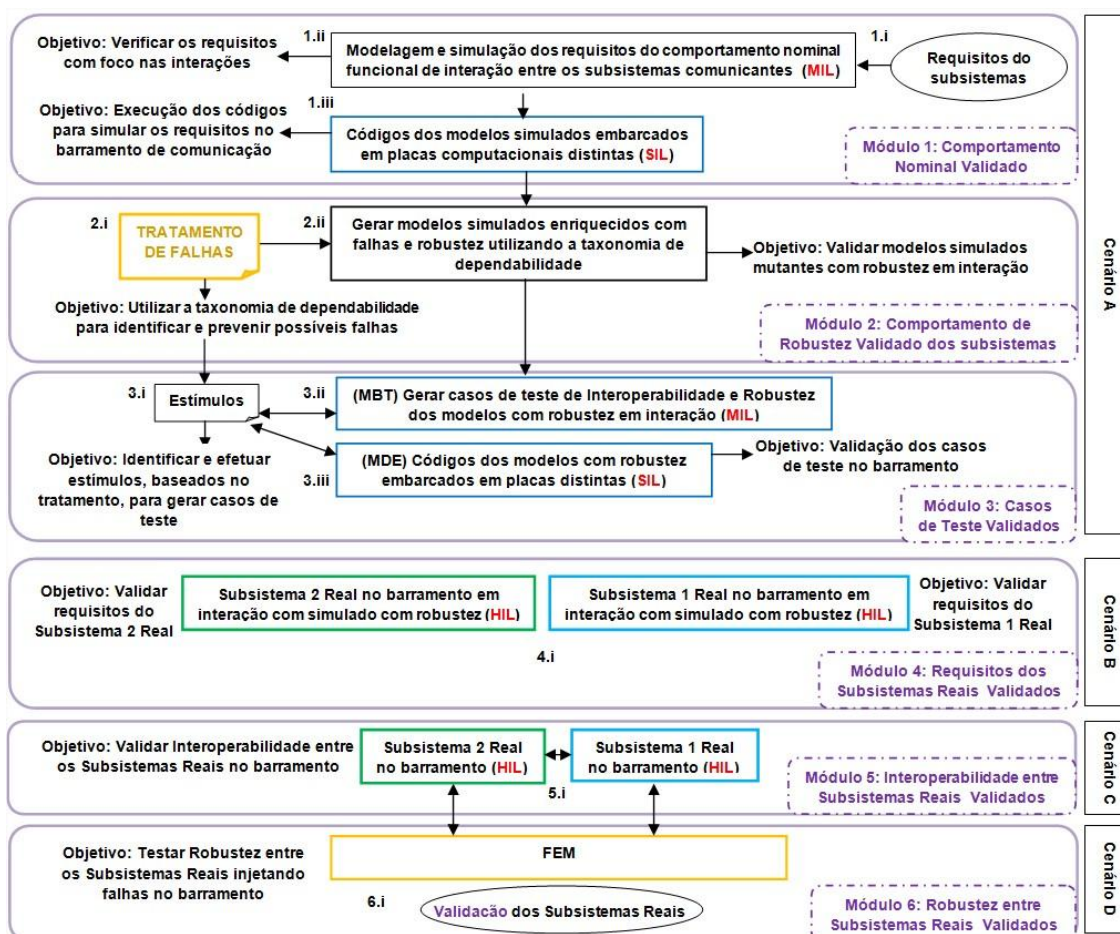 1.ii
1.i
Objetivo: Verificar os requisitos
com foco nas interações
Modelagem e simulação dos requisitos do comportamento nominal
funcional de interação entre os subsistemas comunicantes (MIL)
Requisitos do
subsistemas
1.iii
Objetivo: Execução dos códigos
para simular os requisitos no
barramento de comunicação
Códigos dos modelos simulados embarcados
em placas computacionais distintas (SIL)
Módulo 1: Comportamento
Nominal Validado
2.i
TRATAMENTO
DE FALHAS
2.ii
Gerar modelos simulados enriquecidos com
falhas e robustez utilizando a taxonomia de
dependabilidade
Objetivo: Validar modelos simulados
mutantes com robustez em interação
Objetivo: Utilizar a taxonomia de dependabilidade
para identificar e prevenir possíveis falhas
Módulo 2: Comportamento de
Robustez Validado dos subsistemas
Cenário A
3.i
Estímulos
3.ii
(MBT) Gerar casos de teste de Interoperabilidade e Robustez
dos modelos com robustez em interação (MIL)
Objetivo: Identificar e efetuar
estímulos, baseados no
tratamento, para gerar casos de
teste
3.iii
(MDE) Códigos dos modelos com robustez
embarcados em placas distintas (SIL)
Objetivo: Validação dos casos
de teste no barramento
Módulo 3: Casos
de Teste Validados
Objetivo: Validar
requisitos do
Subsistema 2 Real
Subsistema 2 Real no barramento em
interação com simulado com robustez (HIL)
Subsistema 1 Real no barramento em
interação com simulado com robustez (HIL)
Objetivo: Validar
requisitos do
Subsistema 1 Real
4.i
Módulo 4: Requisitos dos
Subsistemas Reais Validados
Cenário B
Objetivo: Validar Interoperabilidade entre
os Subsistemas Reais no barramento
Subsistema 2 Real
no barramento (HIL)
Subsistema 1 Real
no barramento (HIL)
5.i
Módulo 5: Interoperabilidade entre
Subsistemas Reais Validados
Cenário C
Objetivo: Testar Robustez entre
os Subsistemas Reais injetando
falhas no barramento
FEM
6.i
Validacão dos Subsistemas Reais
Módulo 6: Robustez entre
Subsistemas Reais Validados
Cenário D